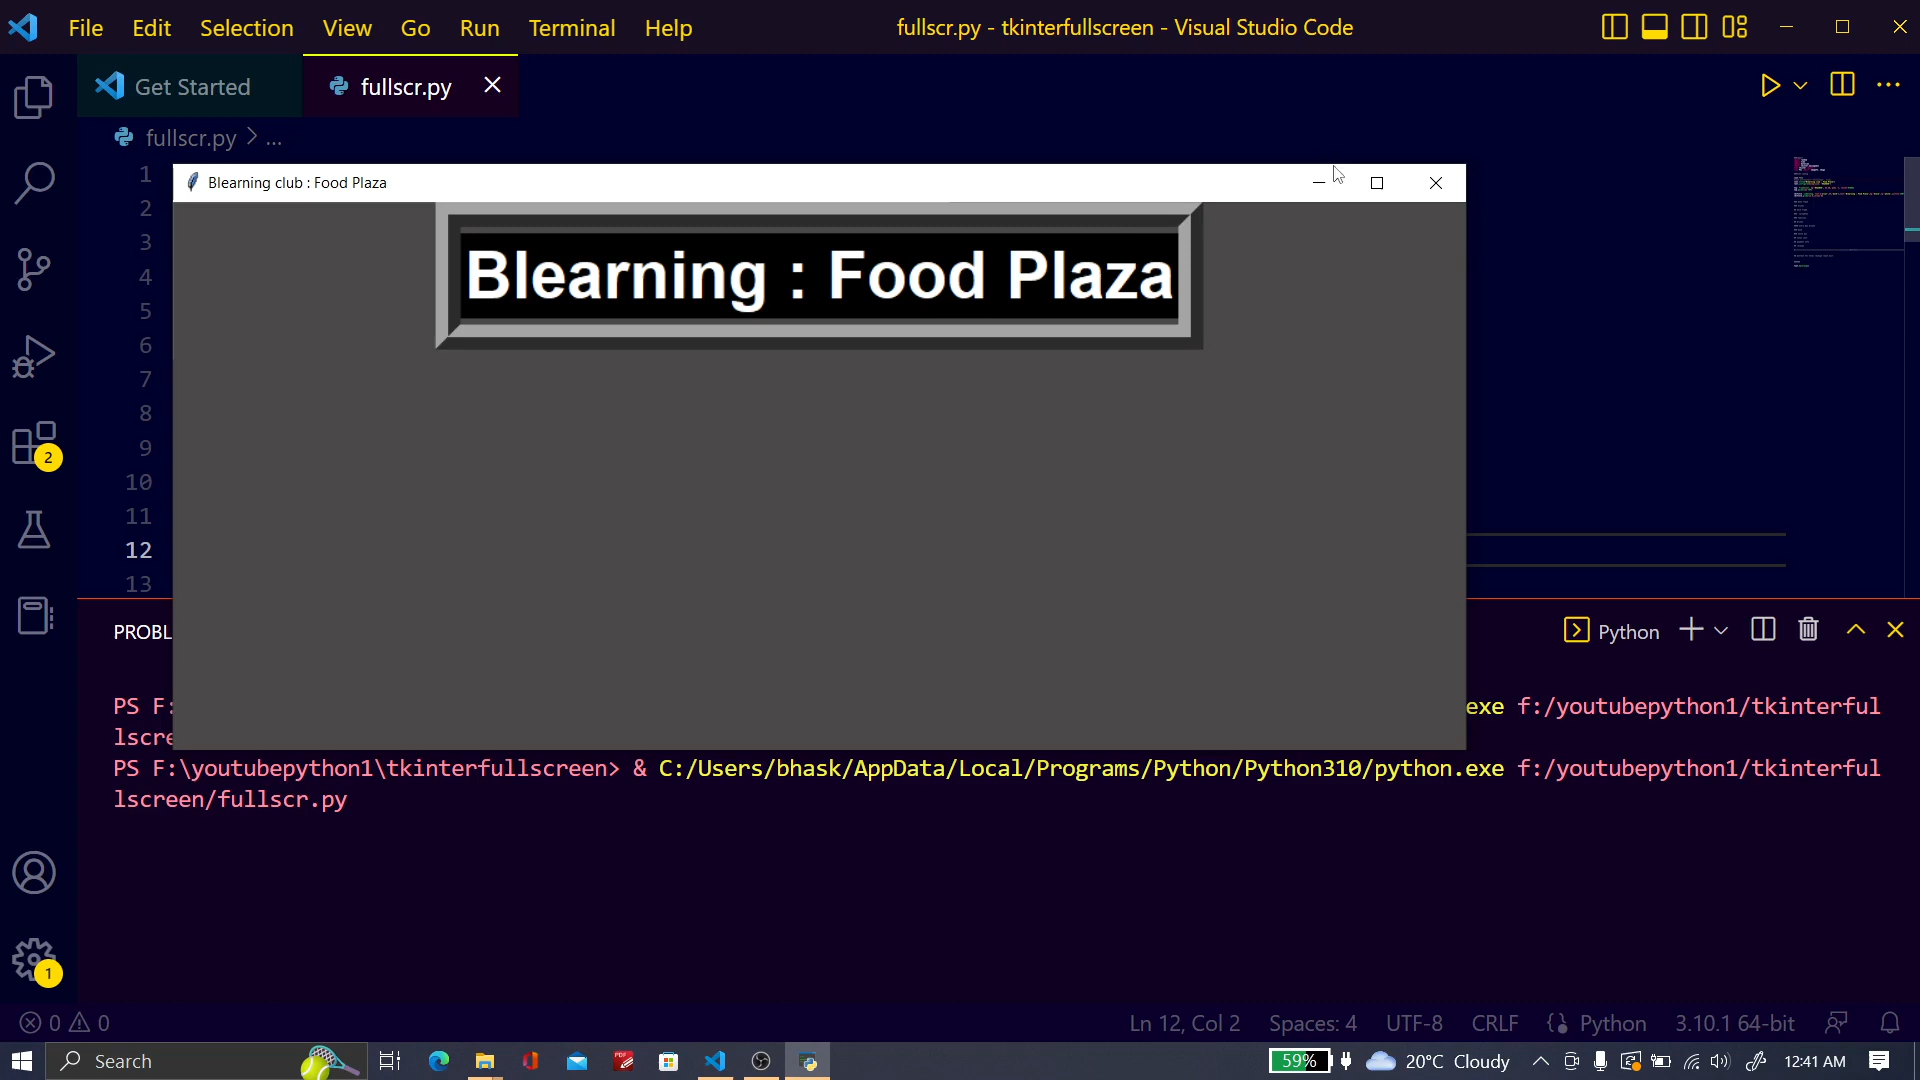 File Edit Selection View Go Run Terminal Help
fullscr.py - tkinterfullscreen - Visual Studio Code
Get Started
fullscr.py
fullscr.py > ...
1
2
3
4
5
6
7
8
9
10
11
12
13
Blearning club : Food Plaza
Blearning : Food Plaza
PROBL
Python
PS F: exe f:/youtubepython1/tkinterful
lscre
PS F:\youtubepython1\tkinterfullscreen> & C:/Users/bhask/AppData/Local/Programs/Python/Python310/python.exe f:/youtubepython1/tkinterful
lscreen/fullscr.py
2
1
0 0
Ln 12, Col 2 Spaces: 4 UTF-8 CRLF Python 3.10.1 64-bit
Search
59% 20°C Cloudy 12:41 AM